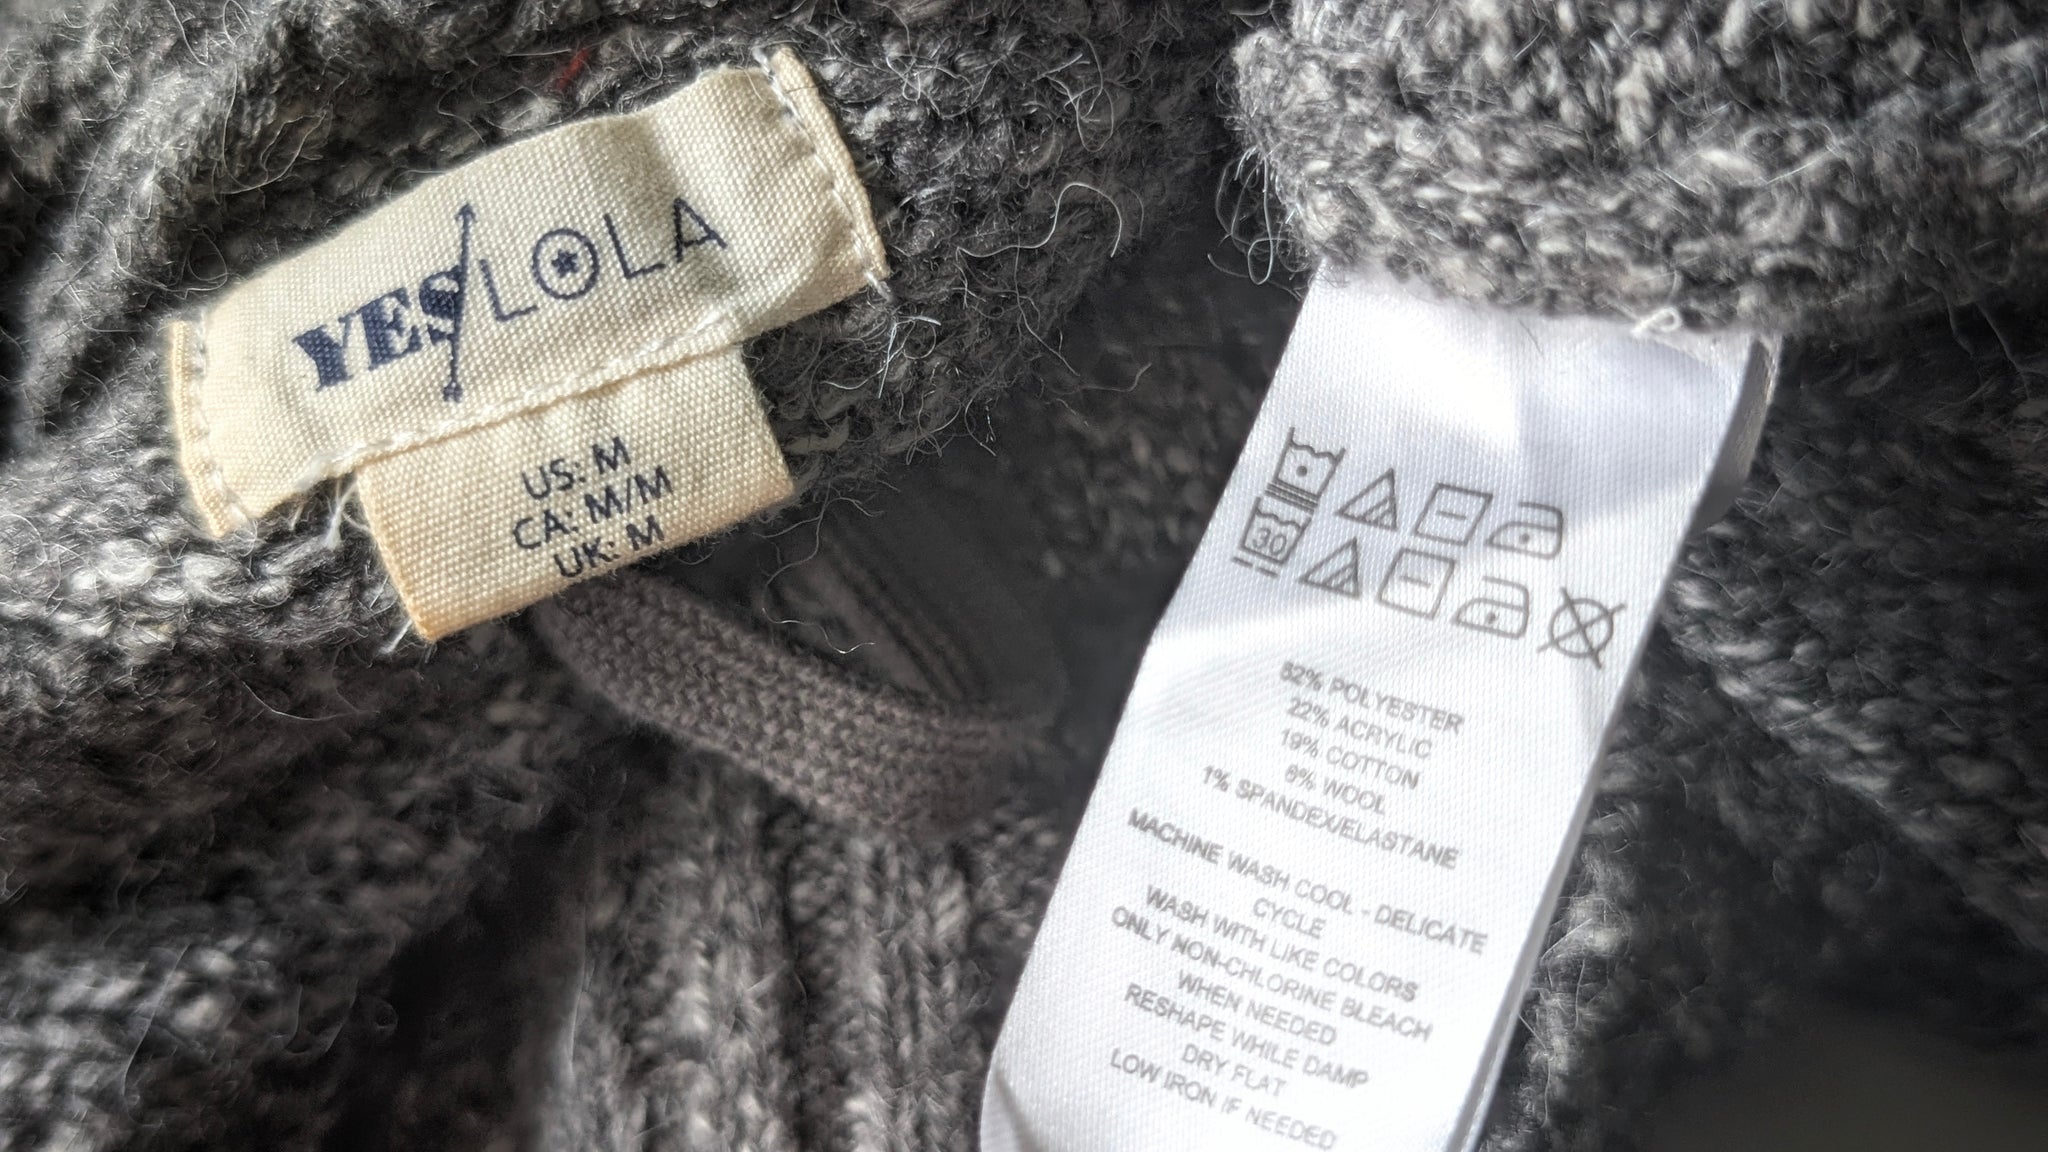 YES LOLA
US: M
CA: M/M
UK: M
30
52% POLYESTER
22% ACRYLIC
19% COTTON
6% WOOL
1% SPANDEX/ELASTANE
MACHINE WASH COOL - DELICATE
CYCLE
WASH WITH LIKE COLORS
ONLY NON-CHLORINE BLEACH
WHEN NEEDED
RESHAPE WHILE DAMP
DRY FLAT
LOW IRON IF NEEDED